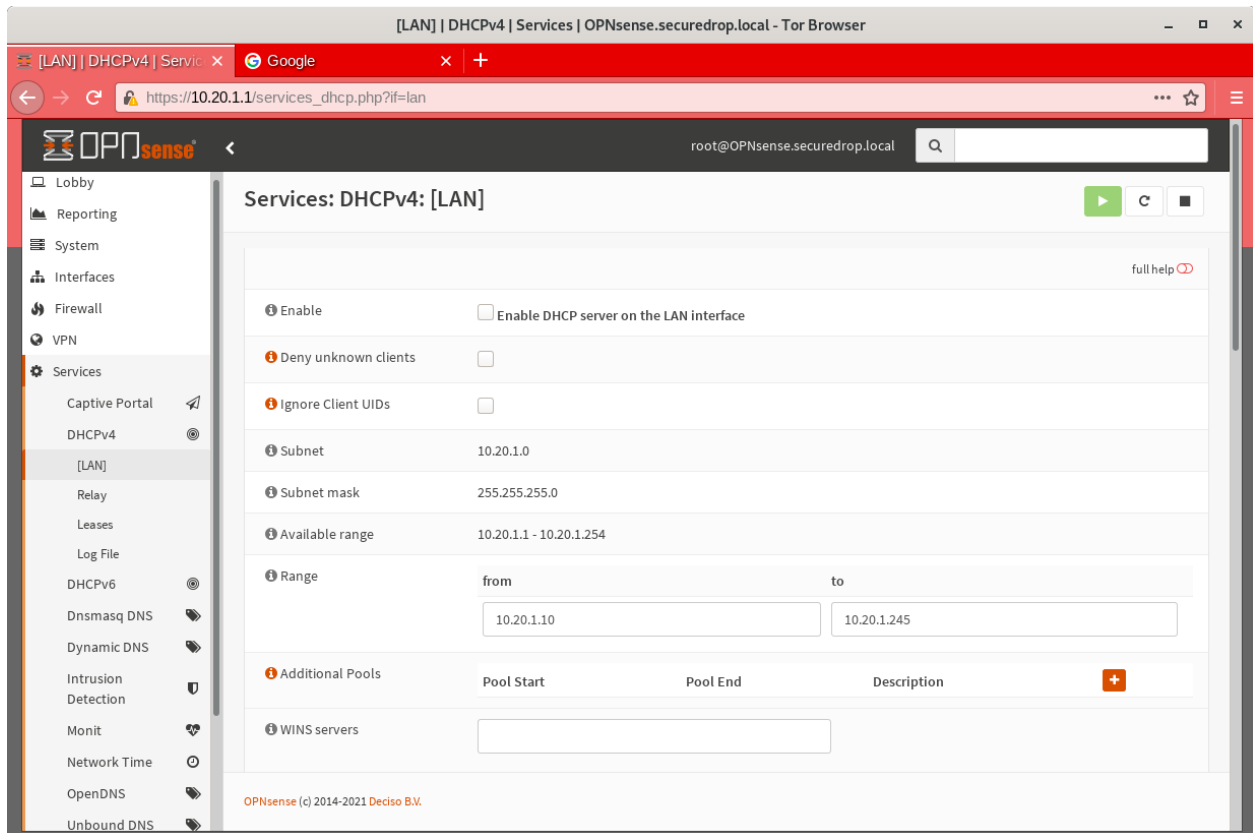 [LAN] | DHCPv4 | Services | OPNsense.securedrop.local - Tor Browser
[LAN] | DHCPv4 | Servic
Google
https://10.20.1.1/services_dhcp.php?if=lan
OPNsense
root@OPNsense.securedrop.local
Lobby
Reporting
System
Interfaces
Firewall
VPN
Services
Captive Portal
DHCPv4
[LAN]
Relay
Leases
Log File
DHCPv6
Dnsmasq DNS
Dynamic DNS
Intrusion
Detection
Monit
Network Time
OpenDNS
Unbound DNS
Services: DHCPv4: [LAN]
full help
Enable
Enable DHCP server on the LAN interface
Deny unknown clients
Ignore Client UIDs
Subnet
10.20.1.0
Subnet mask
255.255.255.0
Available range
10.20.1.1 - 10.20.1.254
Range
from to
10.20.1.10 10.20.1.245
Additional Pools
Pool Start Pool End Description
WINS servers
OPNsense (c) 2014-2021 Deciso B.V.